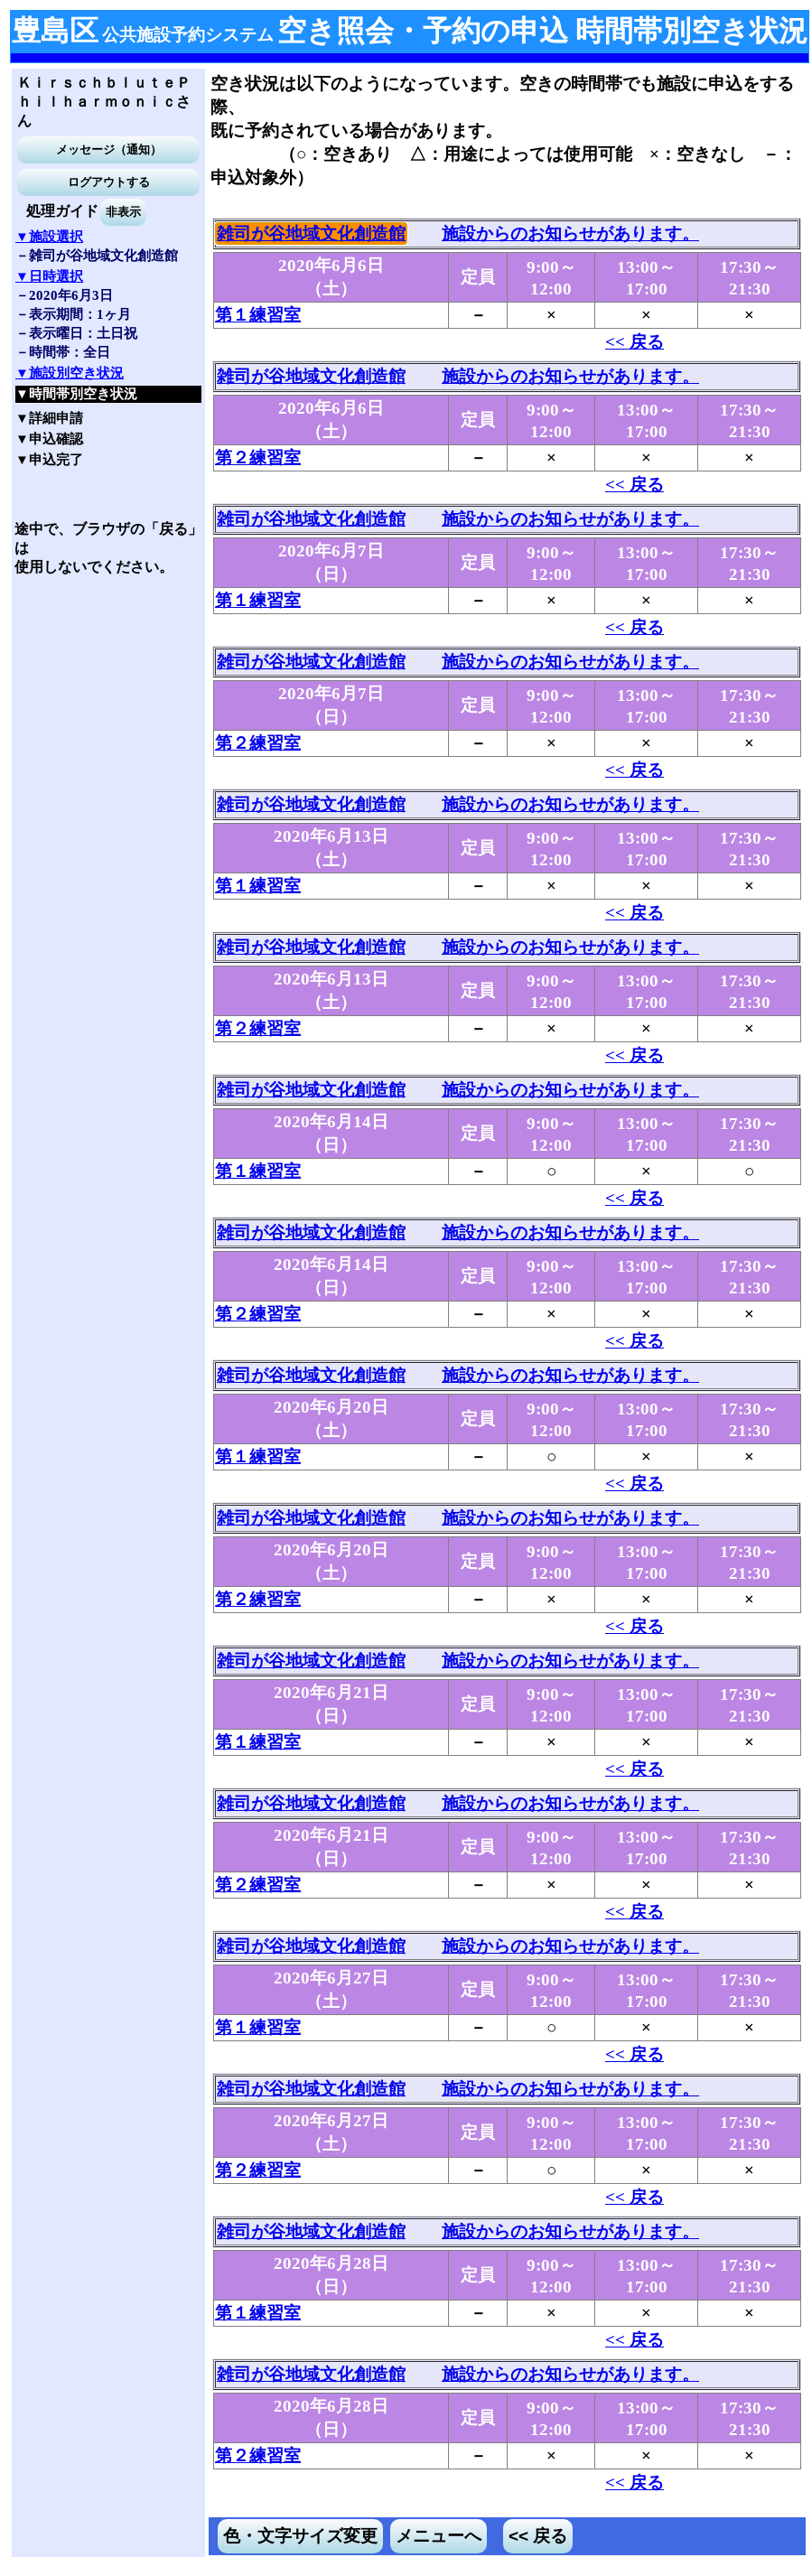 豊島区 公共施設予約システム 空き照会・予約の申込 時間帯別空き状況
ＫｉｒｓｃｈｂｌｕｔｅＰ
ｈｉｌｈａｒｍｏｎｉｃさ
ん
メッセージ（通知）
ログアウトする
処理ガイド 非表示
▼施設選択
－雑司が谷地域文化創造館
▼日時選択
－2020年6月3日
－表示期間：1ヶ月
－表示曜日：土日祝
－時間帯：全日
▼施設別空き状況
▼時間帯別空き状況
▼詳細申請
▼申込確認
▼申込完了
途中で、ブラウザの「戻る」
は
使用しないでください。
空き状況は以下のようになっています。空きの時間帯でも施設に申込をする
際、
既に予約されている場合があります。
（○：空きあり　△：用途によっては使用可能　×：空きなし　－：
申込対象外）
雑司が谷地域文化創造館　　施設からのお知らせがあります。
2020年6月6日
（土） 定員 9:00～
12:00 13:00～
17:00 17:30～
21:30
第１練習室 － × × ×
<< 戻る
雑司が谷地域文化創造館　　施設からのお知らせがあります。
2020年6月6日
（土） 定員 9:00～
12:00 13:00～
17:00 17:30～
21:30
第２練習室 － × × ×
<< 戻る
雑司が谷地域文化創造館　　施設からのお知らせがあります。
2020年6月7日
（日） 定員 9:00～
12:00 13:00～
17:00 17:30～
21:30
第１練習室 － × × ×
<< 戻る
雑司が谷地域文化創造館　　施設からのお知らせがあります。
2020年6月7日
（日） 定員 9:00～
12:00 13:00～
17:00 17:30～
21:30
第２練習室 － × × ×
<< 戻る
雑司が谷地域文化創造館　　施設からのお知らせがあります。
2020年6月13日
（土） 定員 9:00～
12:00 13:00～
17:00 17:30～
21:30
第１練習室 － × × ×
<< 戻る
雑司が谷地域文化創造館　　施設からのお知らせがあります。
2020年6月13日
（土） 定員 9:00～
12:00 13:00～
17:00 17:30～
21:30
第２練習室 － × × ×
<< 戻る
雑司が谷地域文化創造館　　施設からのお知らせがあります。
2020年6月14日
（日） 定員 9:00～
12:00 13:00～
17:00 17:30～
21:30
第１練習室 － ○ × ○
<< 戻る
雑司が谷地域文化創造館　　施設からのお知らせがあります。
2020年6月14日
（日） 定員 9:00～
12:00 13:00～
17:00 17:30～
21:30
第２練習室 － × × ×
<< 戻る
雑司が谷地域文化創造館　　施設からのお知らせがあります。
2020年6月20日
（土） 定員 9:00～
12:00 13:00～
17:00 17:30～
21:30
第１練習室 － ○ × ×
<< 戻る
雑司が谷地域文化創造館　　施設からのお知らせがあります。
2020年6月20日
（土） 定員 9:00～
12:00 13:00～
17:00 17:30～
21:30
第２練習室 － × × ×
<< 戻る
雑司が谷地域文化創造館　　施設からのお知らせがあります。
2020年6月21日
（日） 定員 9:00～
12:00 13:00～
17:00 17:30～
21:30
第１練習室 － × × ×
<< 戻る
雑司が谷地域文化創造館　　施設からのお知らせがあります。
2020年6月21日
（日） 定員 9:00～
12:00 13:00～
17:00 17:30～
21:30
第２練習室 － × × ×
<< 戻る
雑司が谷地域文化創造館　　施設からのお知らせがあります。
2020年6月27日
（土） 定員 9:00～
12:00 13:00～
17:00 17:30～
21:30
第１練習室 － ○ × ×
<< 戻る
雑司が谷地域文化創造館　　施設からのお知らせがあります。
2020年6月27日
（土） 定員 9:00～
12:00 13:00～
17:00 17:30～
21:30
第２練習室 － ○ × ×
<< 戻る
雑司が谷地域文化創造館　　施設からのお知らせがあります。
2020年6月28日
（日） 定員 9:00～
12:00 13:00～
17:00 17:30～
21:30
第１練習室 － × × ×
<< 戻る
雑司が谷地域文化創造館　　施設からのお知らせがあります。
2020年6月28日
（日） 定員 9:00～
12:00 13:00～
17:00 17:30～
21:30
第２練習室 － × × ×
<< 戻る
色・文字サイズ変更 メニューへ << 戻る